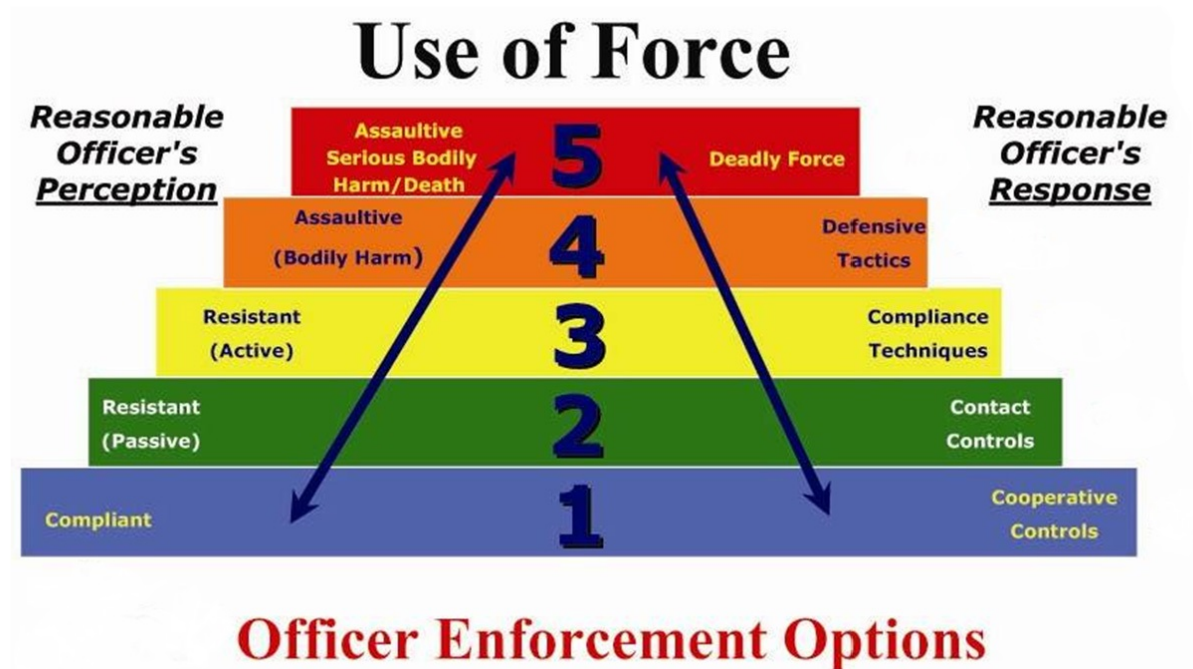 Use of Force
Reasonable
Officer's
Perception
Reasonable
Officer's
Response
Assaultive
Serious Bodily
Harm/Death
5
Deadly Force
Assaultive
(Bodily Harm)
4
Defensive
Tactics
Resistant
(Active)
3
Compliance
Techniques
Resistant
(Passive)
2
Contact
Controls
Compliant
1
Cooperative
Controls
Officer Enforcement Options